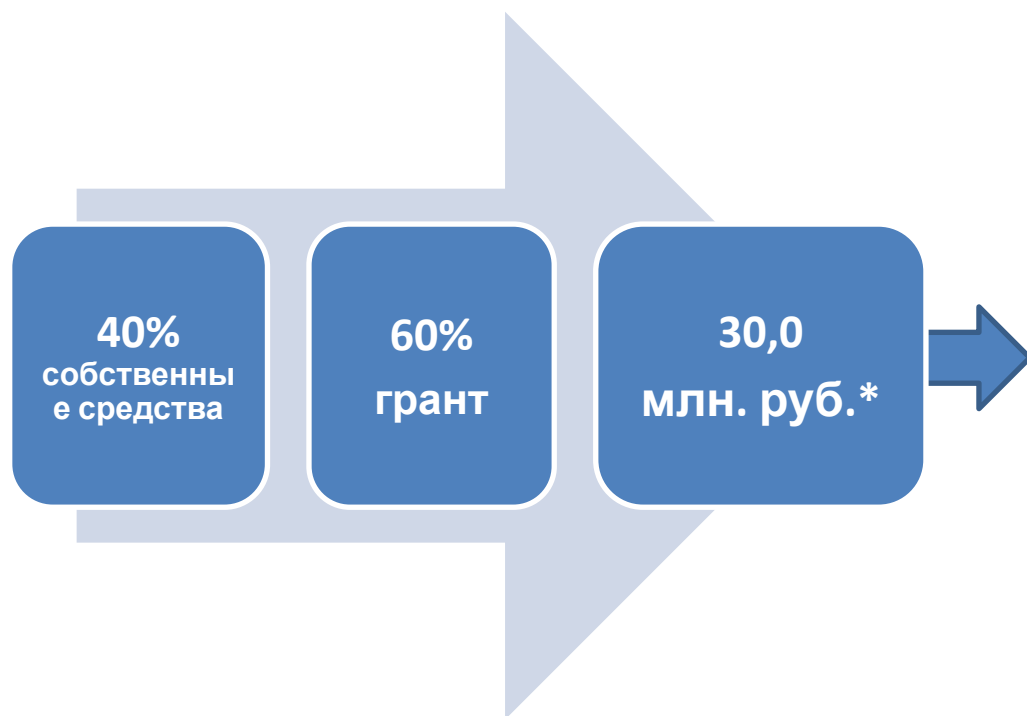 40%
собственны
е средства
60%
грант
30,0
млн. руб.*